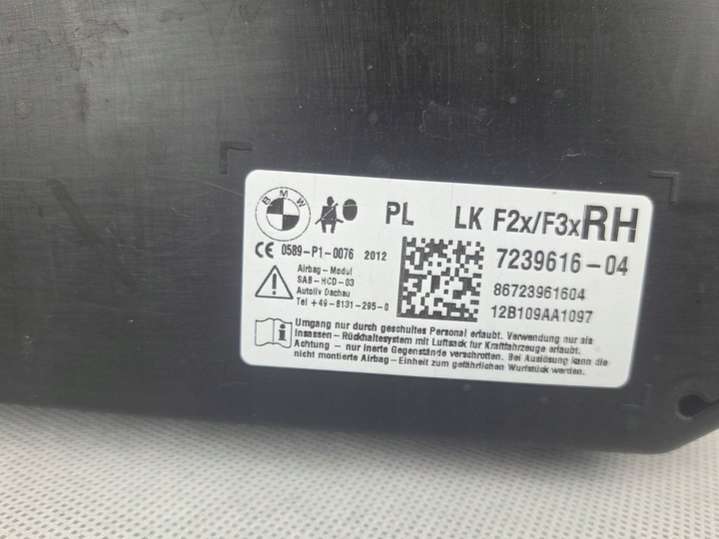 BMW PL LK F2x/F3x RH
CE 0589-P1-0076 2012
7239616-04
Airbag-Modul
SAB-HCD-03
Autoliv Dachau
Tel +49-8131-295-0
86723961604
12B109AA1097
Umgang nur durch geschultes Personal erlaubt. Verwendung nur als
Insassen-Rückhaltesystem mit Luftsack für Kraftfahrzeuge erlaubt.
Achtung - nur inerte Gegenstände verschrotten. Bei Auslösung kann die
nicht montierte Airbag-Einheit zum gefährlichen Wurfstück werden.